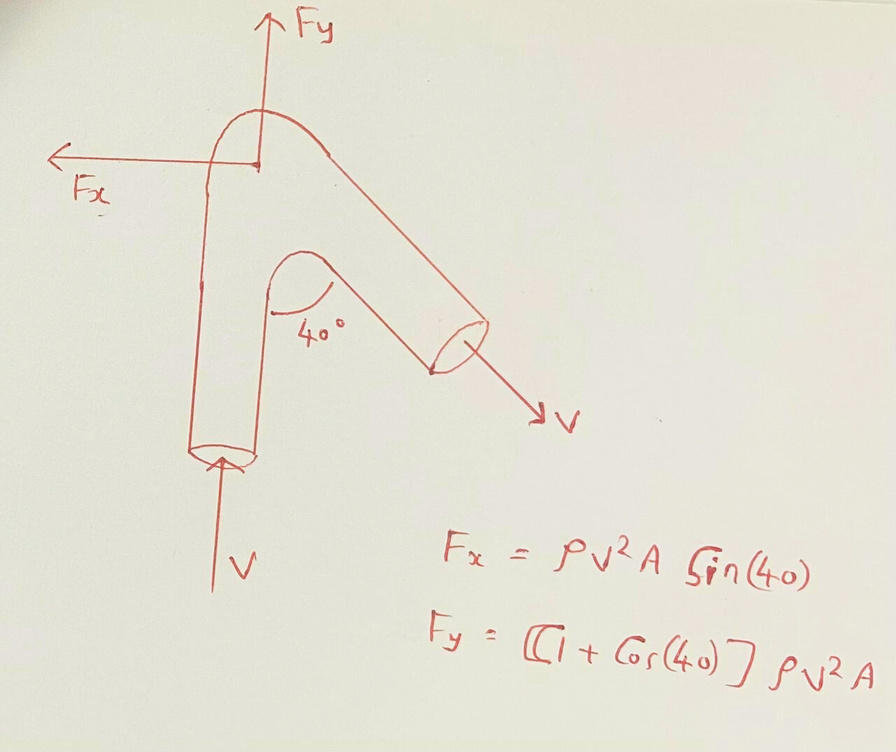 Fy
Fx
40°
V
V
Fx = ρV²A Sin(40)
Fy = [1 + Cos(40)] ρV²A